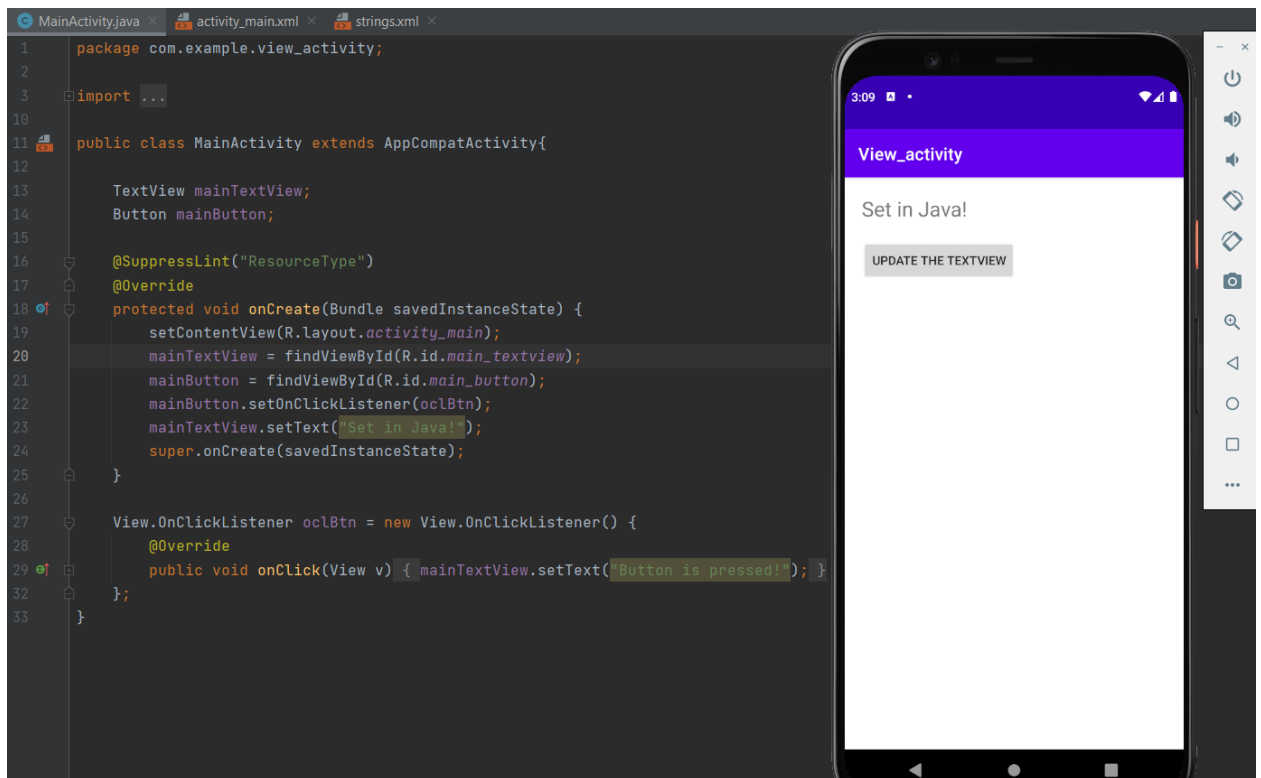 MainActivity.java activity_main.xml strings.xml
1 package com.example.view_activity;
2
3 import ...
10
11 public class MainActivity extends AppCompatActivity{
12
13 TextView mainTextView;
14 Button mainButton;
15
16 @SuppressLint("ResourceType")
17 @Override
18 protected void onCreate(Bundle savedInstanceState) {
19 setContentView(R.layout.activity_main);
20 mainTextView = findViewById(R.id.main_textview);
21 mainButton = findViewById(R.id.main_button);
22 mainButton.setOnClickListener(oclBtn);
23 mainTextView.setText("Set in Java!");
24 super.onCreate(savedInstanceState);
25 }
26
27 View.OnClickListener oclBtn = new View.OnClickListener() {
28 @Override
29 public void onClick(View v) { mainTextView.setText("Button is pressed!"); }
32 };
33 }
3:09
View_activity
Set in Java!
UPDATE THE TEXTVIEW